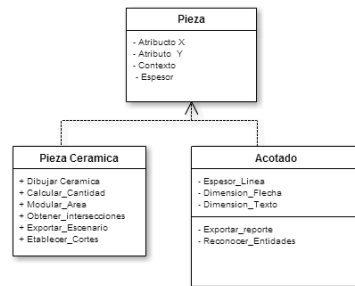 Pieza
- Atribucto X
- Atributo Y
- Contexto
- Espesor
Pieza Ceramica
+ Dibujar Ceramica
+ Calcular_Cantidad
+ Modular_Area
+ Obtener_intersecciones
+ Exportar_Escenario
+ Etablecer_Cortes
Acotado
- Espesor_Linea
- Dimension_Flecha
- Dimension_Texto
- Exportar_reporte
- Reconocer_Entidades